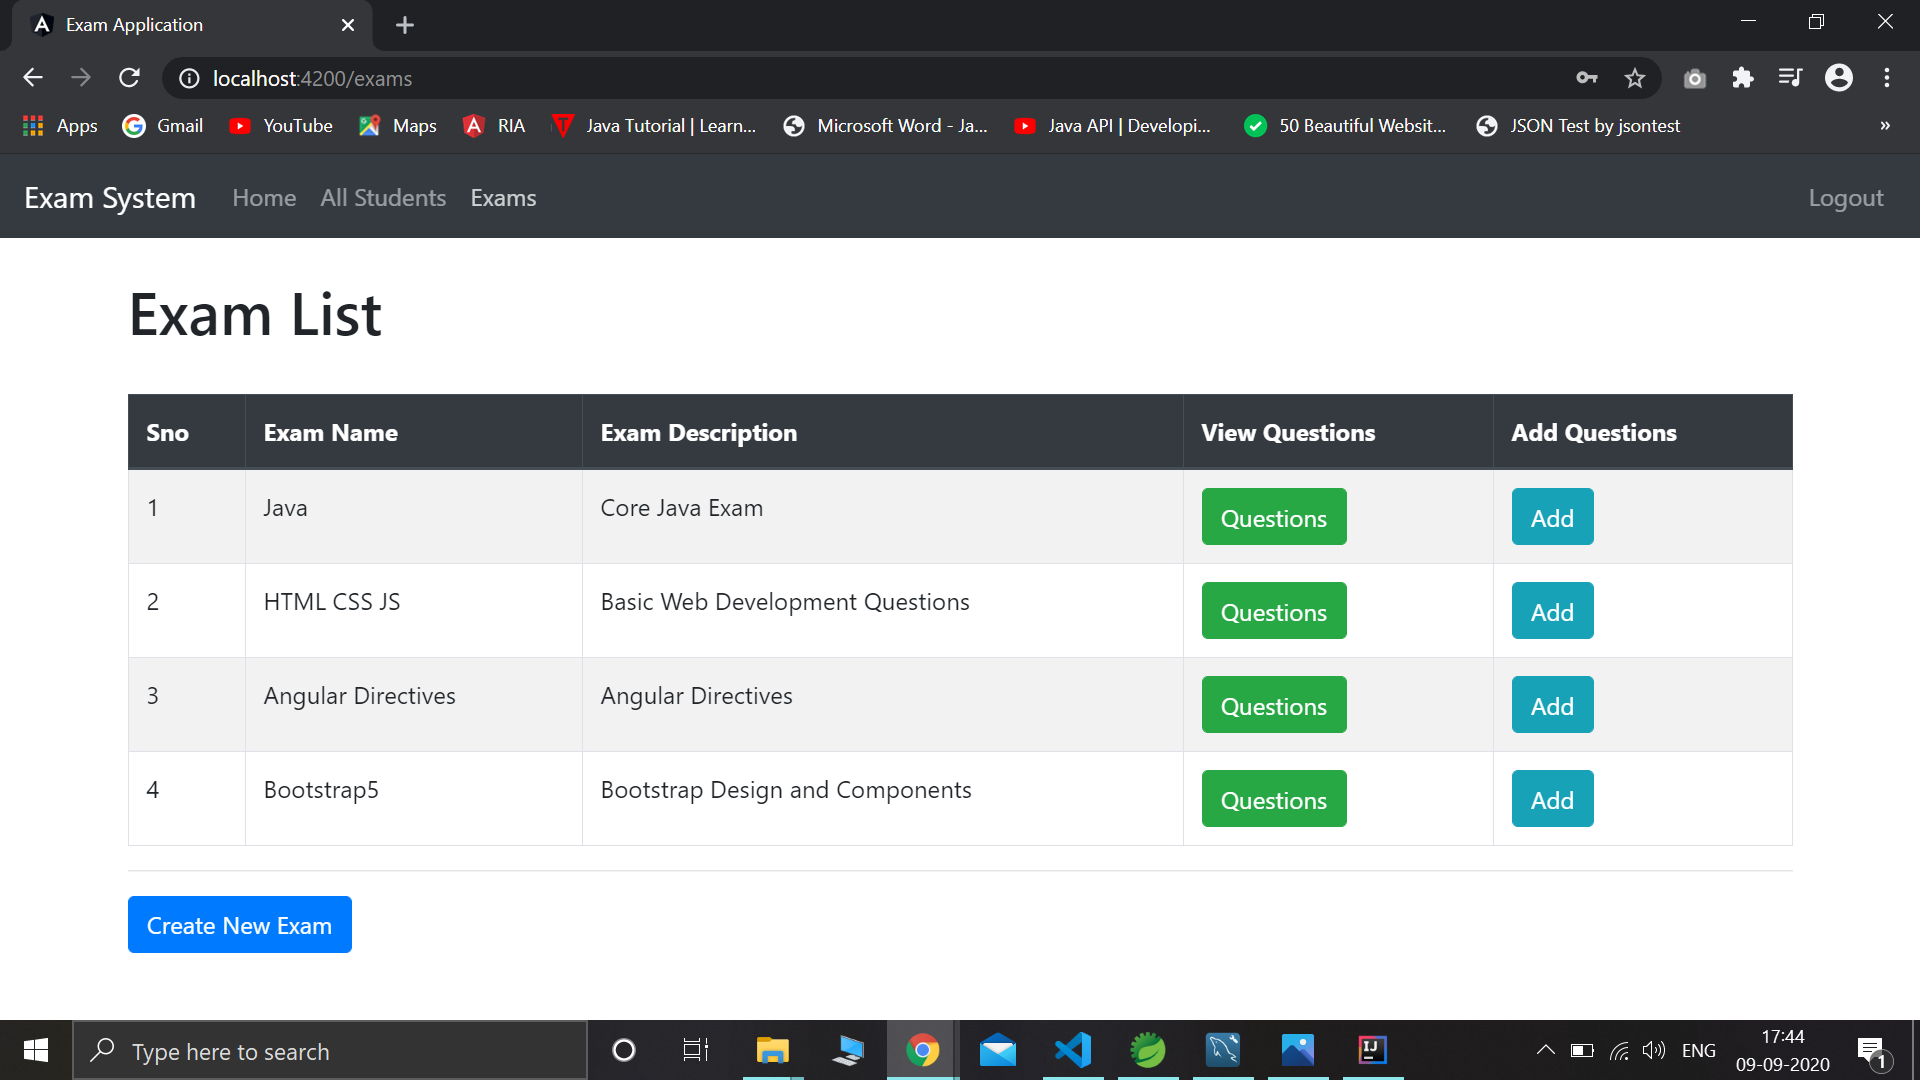 Exam Application
localhost:4200/exams
Apps Gmail YouTube Maps RIA Java Tutorial | Learn... Microsoft Word - Ja... Java API | Developi... 50 Beautiful Websit... JSON Test by jsontest »
Exam System Home All Students Exams Logout
Exam List
Sno Exam Name Exam Description View Questions Add Questions
1 Java Core Java Exam Questions Add
2 HTML CSS JS Basic Web Development Questions Questions Add
3 Angular Directives Angular Directives Questions Add
4 Bootstrap5 Bootstrap Design and Components Questions Add
Create New Exam
Type here to search
IJ
ENG
17:44
09-09-2020
1